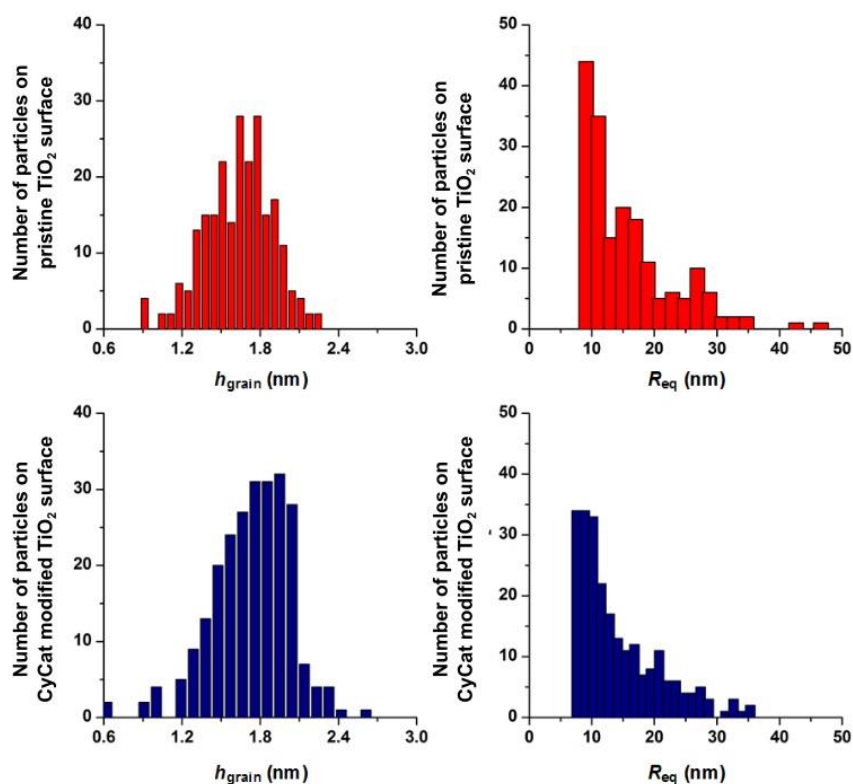 Number of particles on
pristine TiO₂ surface
40
30
20
10
0
0.6 1.2 1.8 2.4 3.0
h_grain (nm)
Number of particles on
pristine TiO₂ surface
50
40
30
20
10
0
0 10 20 30 40 50
R_eq (nm)
Number of particles on
CyCat modified TiO₂ surface
40
30
20
10
0
0.6 1.2 1.8 2.4 3.0
h_grain (nm)
Number of particles on
CyCat modified TiO₂ surface
50
40
30
20
10
0
0 10 20 30 40 50
R_eq (nm)